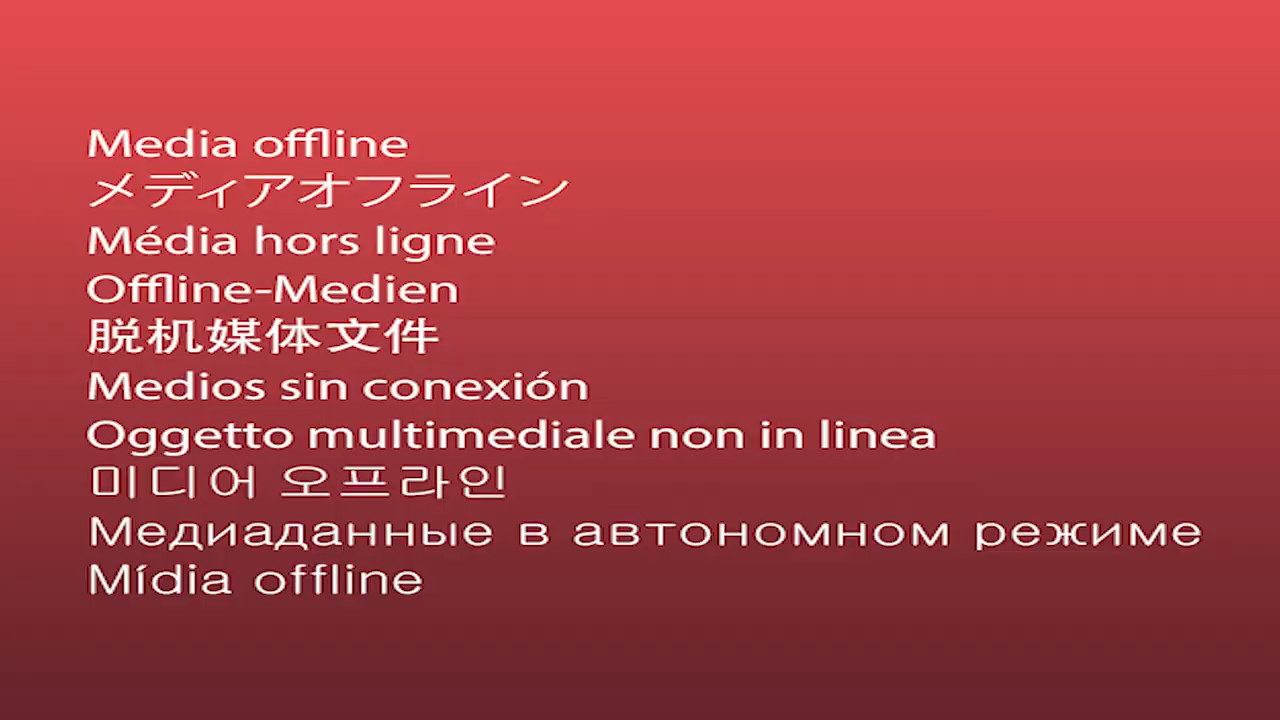 Media offline
メディアオフライン
Média hors ligne
Offline-Medien
脱机媒体文件
Medios sin conexión
Oggetto multimediale non in linea
미디어 오프라인
Медиаданные в автономном режиме
Mídia offline